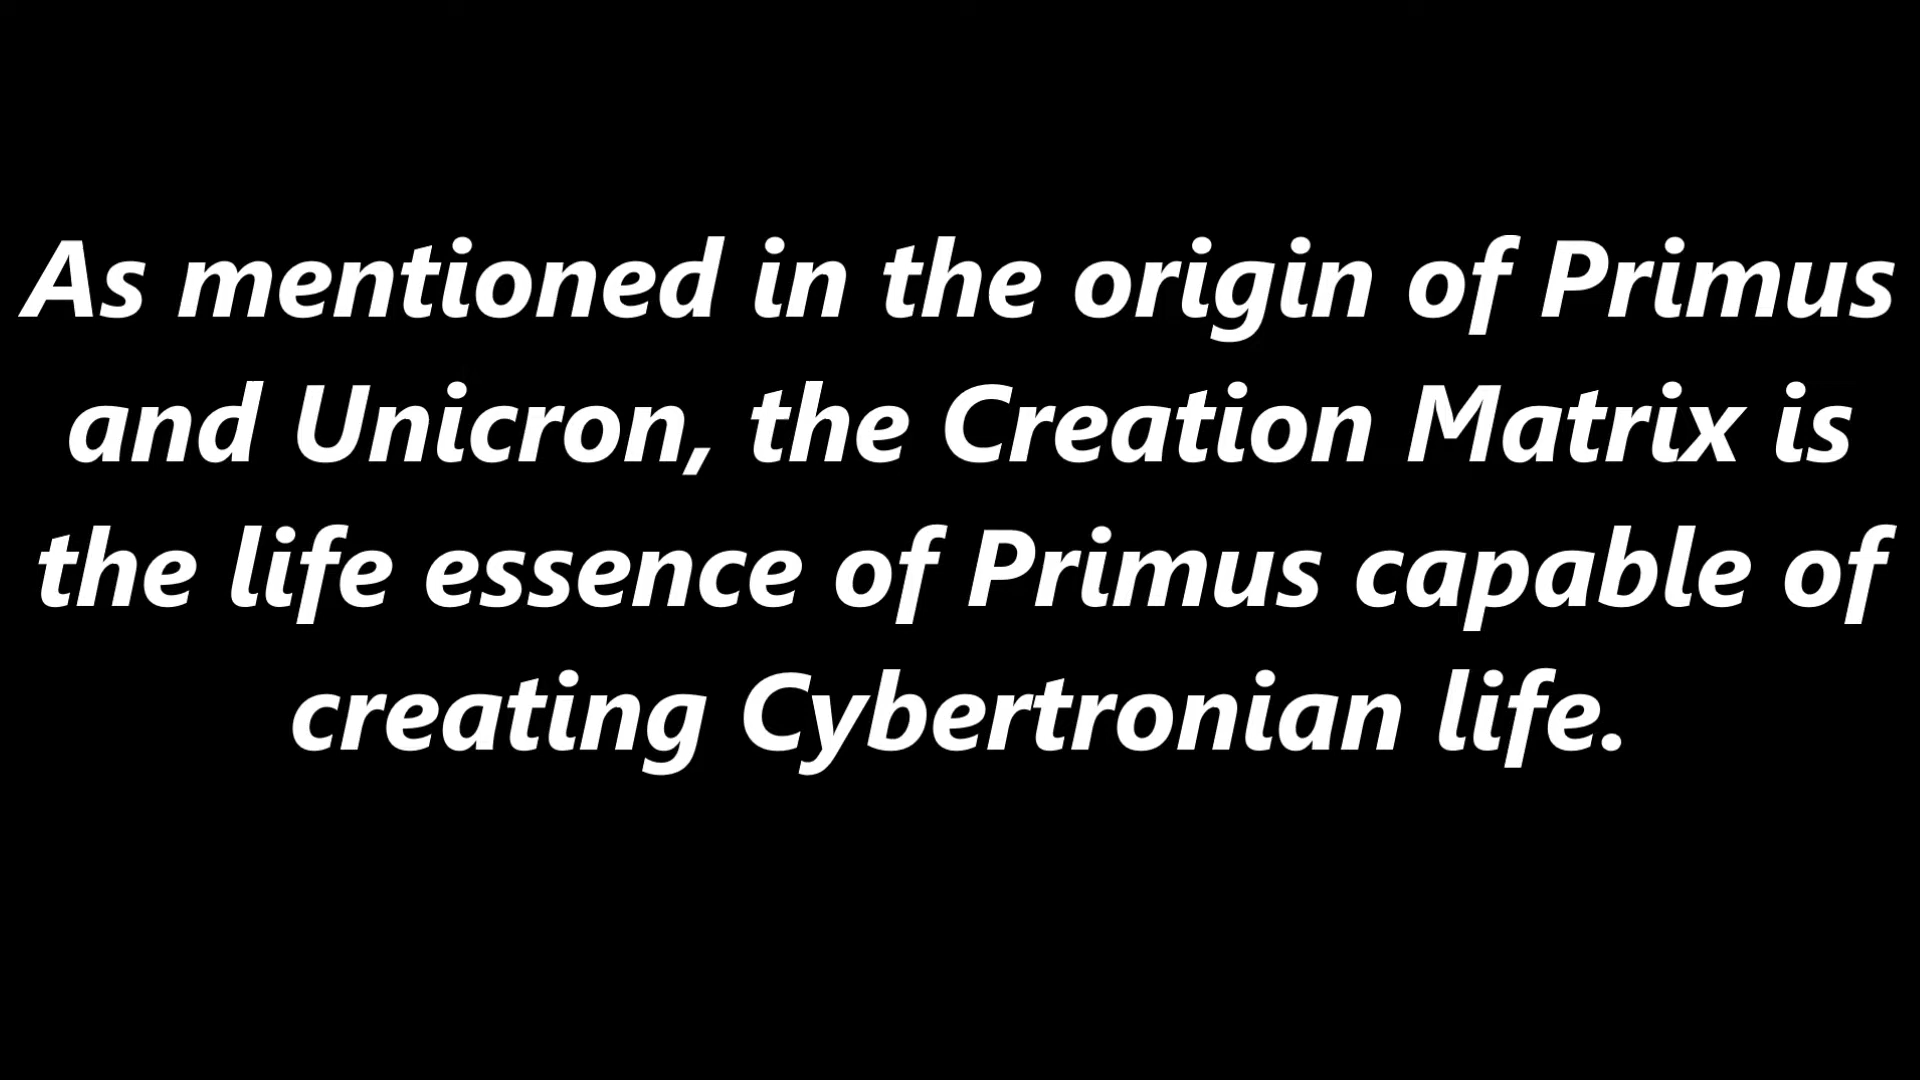 As mentioned in the origin of Primus
and Unicron, the Creation Matrix is
the life essence of Primus capable of
creating Cybertronian life.